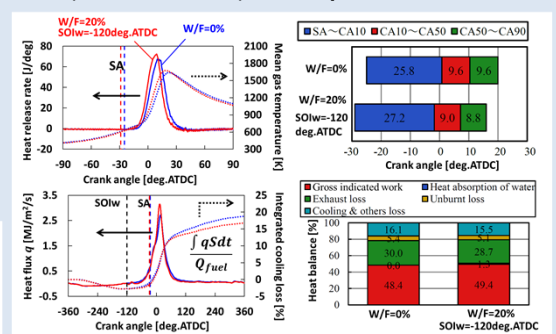 W/F=20%
SOIw=-120deg.ATDC
W/F=0%
SA
Heat release rate [J/deg]
80
60
40
20
0
-20
2100
1800
1500
1200
900
600
300
Mean gas temperature [K]
-90 -60 -30 0 30 60 90
Crank angle [deg.ATDC]
SA～CA10 CA10～CA50 CA50～CA90
W/F=0%
25.8 9.6 9.6
W/F=20%
SOIw=-120
deg.ATDC
27.2 9.0 8.8
-30 -20 -10 0 10 20 30
Crank angle [deg.ATDC]
Heat flux q [MJ/m²/s]
3.5
2.5
1.5
0.5
-0.5
SOIw SA
∫qSdt
Q_fuel
25
20
15
10
5
0
-5
Integrated cooling loss [%]
-360 -240 -120 0 120 240 360
Crank angle [deg.ATDC]
Gross indicated work Heat absorption of water
Exhaust loss Unburnt loss
Cooling & others loss
Heat balance [%]
100
80
60
40
20
0
16.1 15.5
5.4 5.1
30.0 28.7
0.0 1.3
48.4 49.4
W/F=0% W/F=20%
SOIw=-120deg.ATDC